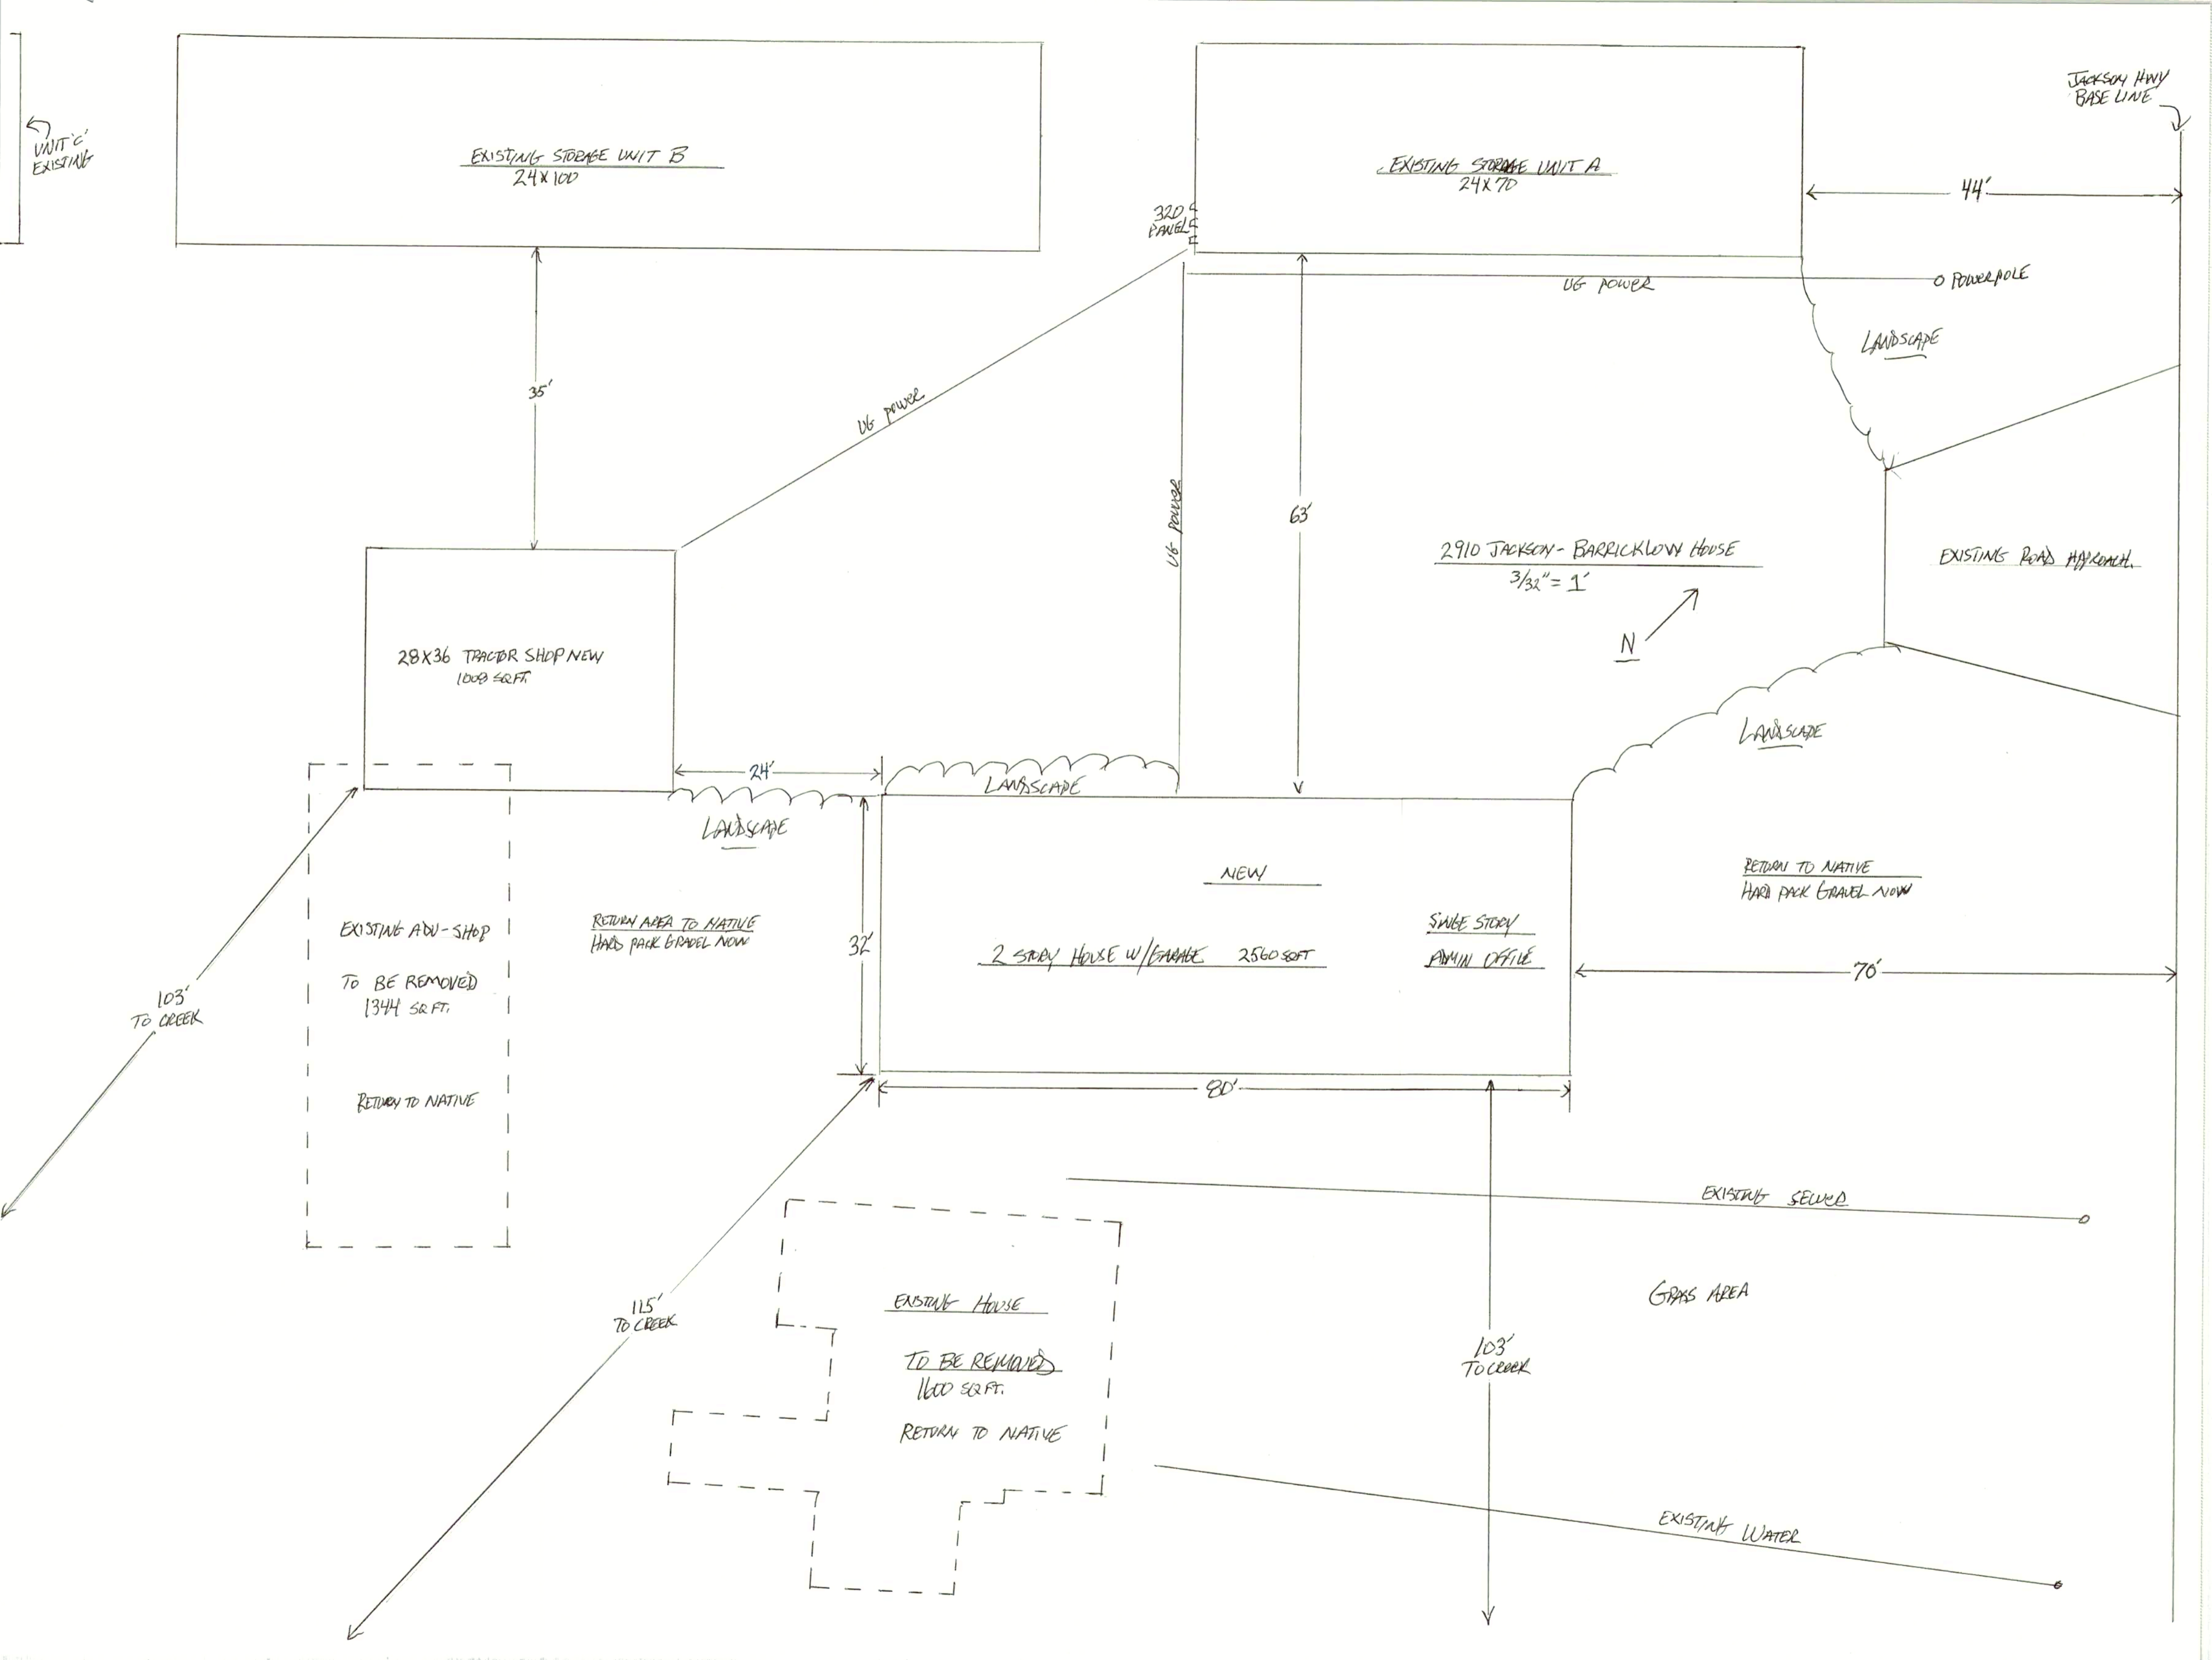 JACKSON HWY
BASE LINE
UNIT 'C'
EXISTING
EXISTING STORAGE UNIT B
24 X 100
EXISTING STORAGE UNIT A
24 X 70
44'
320
PANEL
UG POWER
POWERPOLE
LANDSCAPE
35'
UG POWER
UG POWER
63'
2910 JACKSON - BARRICKLOW HOUSE
3/32" = 1'
N
EXISTING ROAD APPROACH.
28X36 TRACTOR SHOP NEW
1008 SQ FT.
LANDSCAPE
24'
LANDSCAPE
LANDSCAPE
NEW
RETURN TO NATIVE
HARD PACK GRAVEL NOW
EXISTING ADU-SHOP
TO BE REMOVED
1344 SQ FT.
RETURN TO NATIVE
RETURN AREA TO NATIVE
HARD PACK GRAVEL NOW
32'
2 STORY HOUSE W/GARAGE 2560 SQFT
SINGE STORY
ADMIN OFFICE
70'
103'
TO CREEK
80'
EXISTING SEWER
GRASS AREA
115'
TO CREEK
EXISTING HOUSE
TO BE REMOVED
1600 SQ FT.
RETURN TO NATIVE
103'
TO CREEK
EXISTING WATER